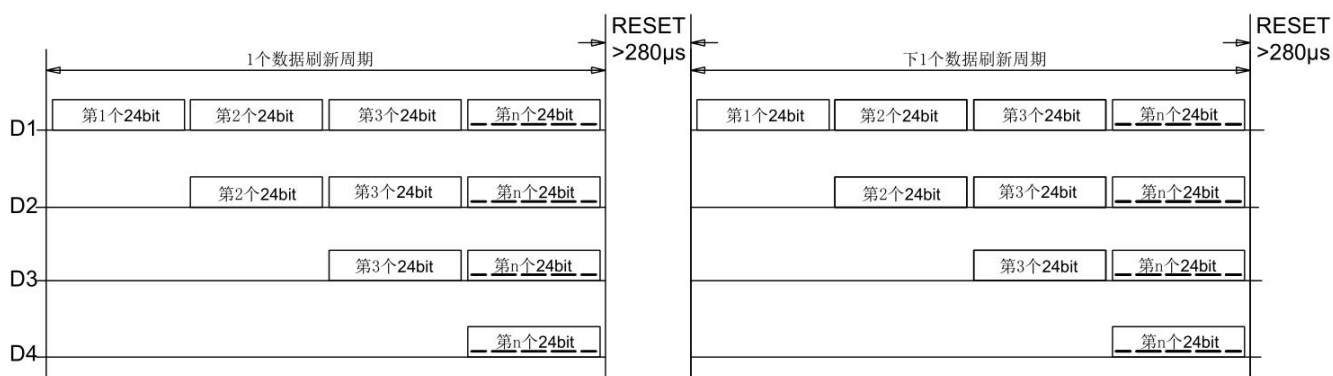 RESET
>280μs
RESET
>280μs
1个数据刷新周期
下1个数据刷新周期
D1 第1个24bit 第2个24bit 第3个24bit 第n个24bit 第1个24bit 第2个24bit 第3个24bit 第n个24bit
D2 第2个24bit 第3个24bit 第n个24bit 第2个24bit 第3个24bit 第n个24bit
D3 第3个24bit 第n个24bit 第3个24bit 第n个24bit
D4 第n个24bit 第n个24bit